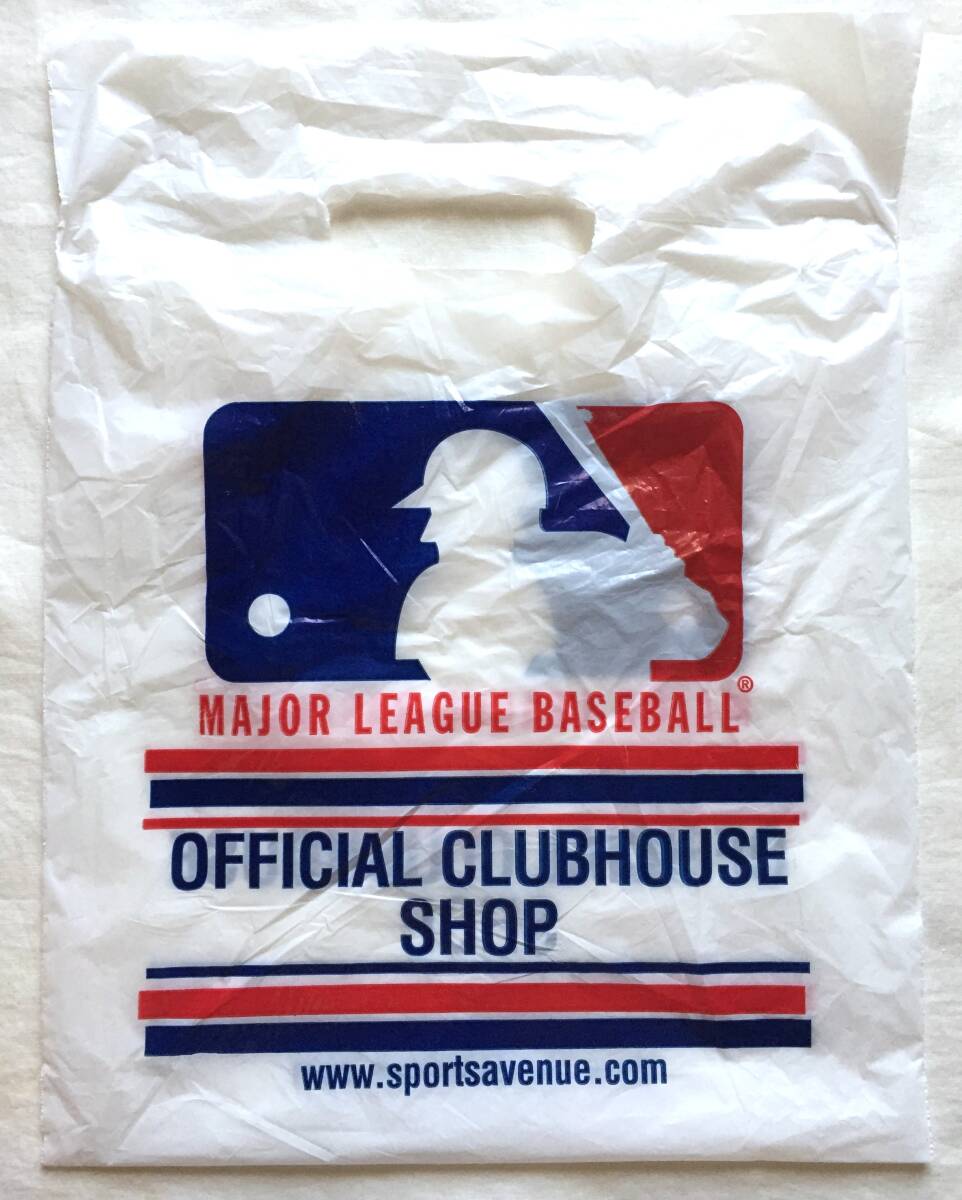 MAJOR LEAGUE BASEBALL®
OFFICIAL CLUBHOUSE
SHOP
www.sportsavenue.com